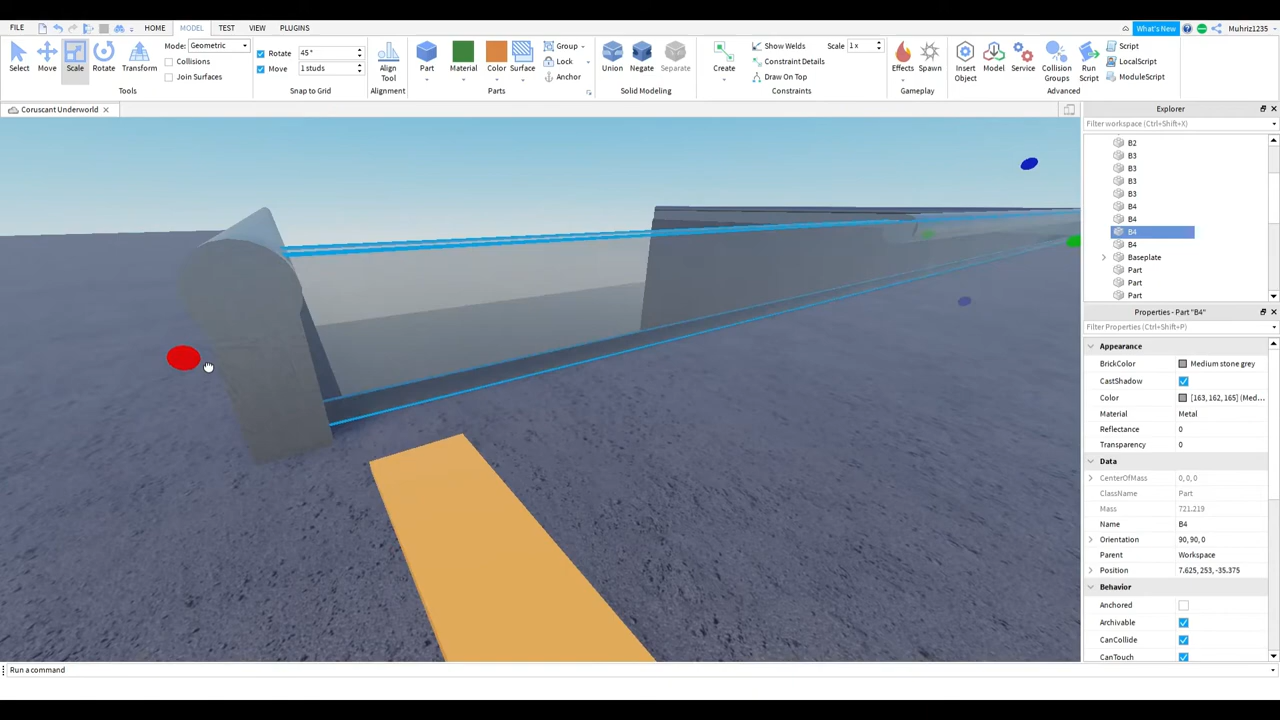 FILE HOME MODEL TEST VIEW PLUGINS What's New Muhriz1235
Select Move Scale Rotate Transform
Mode: Geometric
Collisions
Join Surfaces
Tools
Rotate 45°
Move 1 studs
Snap to Grid
Align
Tool
Alignment
Part Material Color Surface
Group
Lock
Anchor
Parts
Union Negate Separate
Solid Modeling
Create
Show Welds Scale 1 x
Constraint Details
Draw On Top
Constraints
Effects Spawn
Gameplay
Insert
Object
Model Service
Collision
Groups
Run
Script
Script
LocalScript
ModuleScript
Advanced
Coruscant Underworld
Explorer
Filter workspace (Ctrl+Shift+X)
B2
B3
B3
B3
B3
B4
B4
B4
B4
Baseplate
Part
Part
Part
Properties - Part "B4"
Filter Properties (Ctrl+Shift+P)
Appearance
BrickColor Medium stone grey
CastShadow
Color [163, 162, 165] (Med...
Material Metal
Reflectance 0
Transparency 0
Data
CenterOfMass 0, 0, 0
ClassName Part
Mass 721.219
Name B4
Orientation 90, 90, 0
Parent Workspace
Position 7.625, 253, -35.375
Behavior
Anchored
Archivable
CanCollide
CanTouch
Run a command